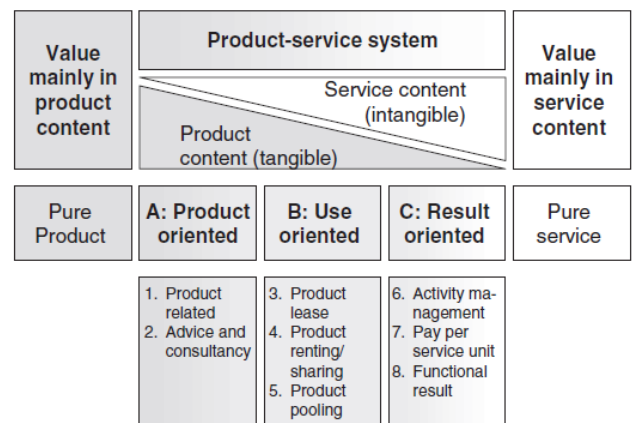 Value
mainly in
product
content
Product-service system
Value
mainly in
service
content
Service content
(intangible)
Product
content (tangible)
Pure
Product
A: Product
oriented
B: Use
oriented
C: Result
oriented
Pure
service
1. Product
related
2. Advice and
consultancy
3. Product
lease
4. Product
renting/
sharing
5. Product
pooling
6. Activity ma-
nagement
7. Pay per
service unit
8. Functional
result